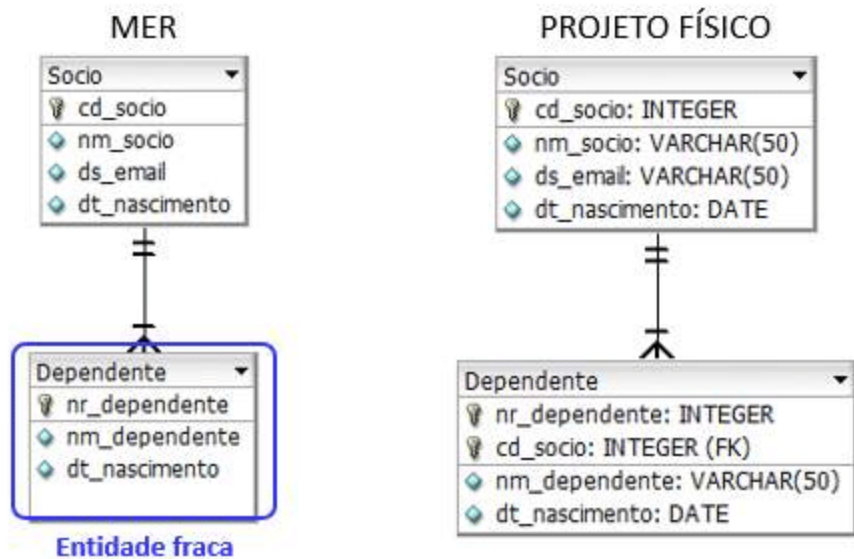 MER
Socio
cd_socio
nm_socio
ds_email
dt_nascimento
Dependente
nr_dependente
nm_dependente
dt_nascimento
Entidade fraca
PROJETO FÍSICO
Socio
cd_socio: INTEGER
nm_socio: VARCHAR(50)
ds_email: VARCHAR(50)
dt_nascimento: DATE
Dependente
nr_dependente: INTEGER
cd_socio: INTEGER (FK)
nm_dependente: VARCHAR(50)
dt_nascimento: DATE